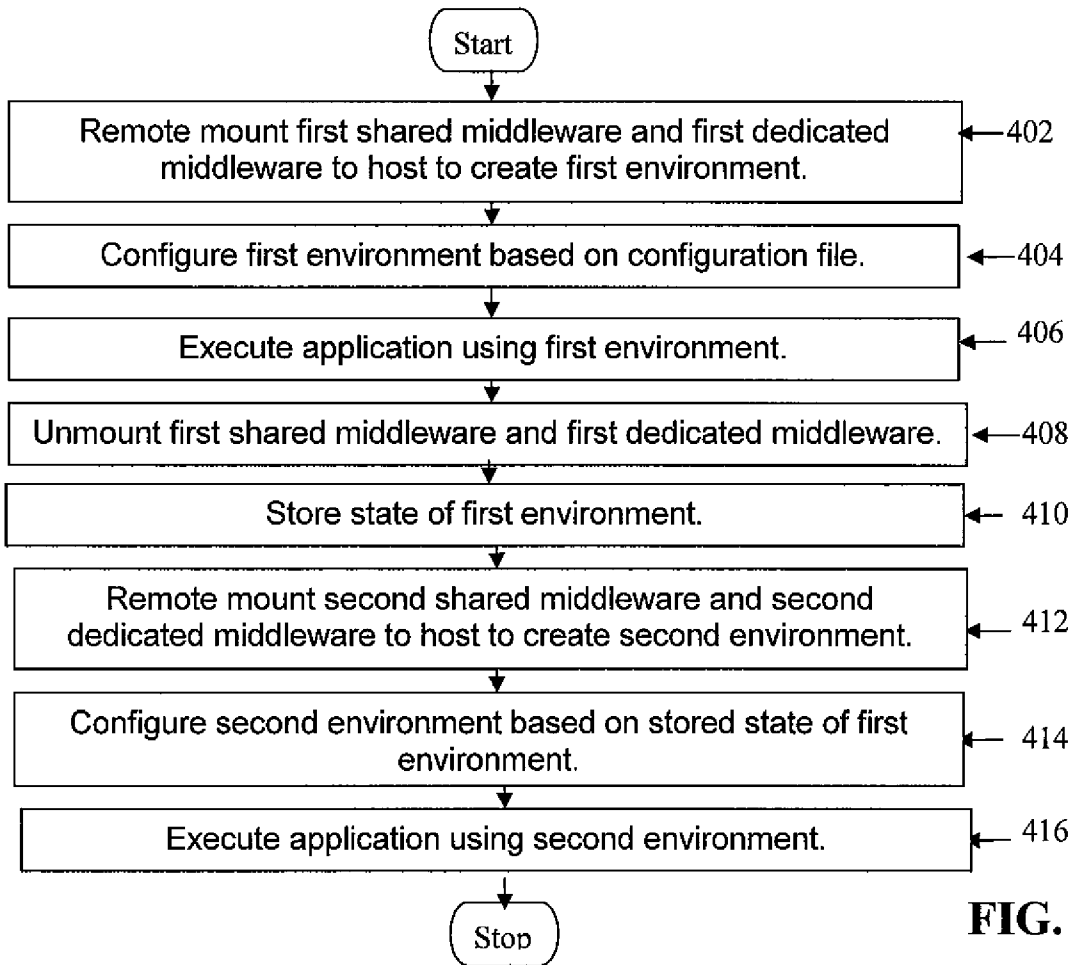 Start
Remote mount first shared middleware and first dedicated
middleware to host to create first environment.
402
Configure first environment based on configuration file.
404
Execute application using first environment.
406
Unmount first shared middleware and first dedicated middleware.
408
Store state of first environment.
410
Remote mount second shared middleware and second
dedicated middleware to host to create second environment.
412
Configure second environment based on stored state of first
environment.
414
Execute application using second environment.
416
Stop
FIG.